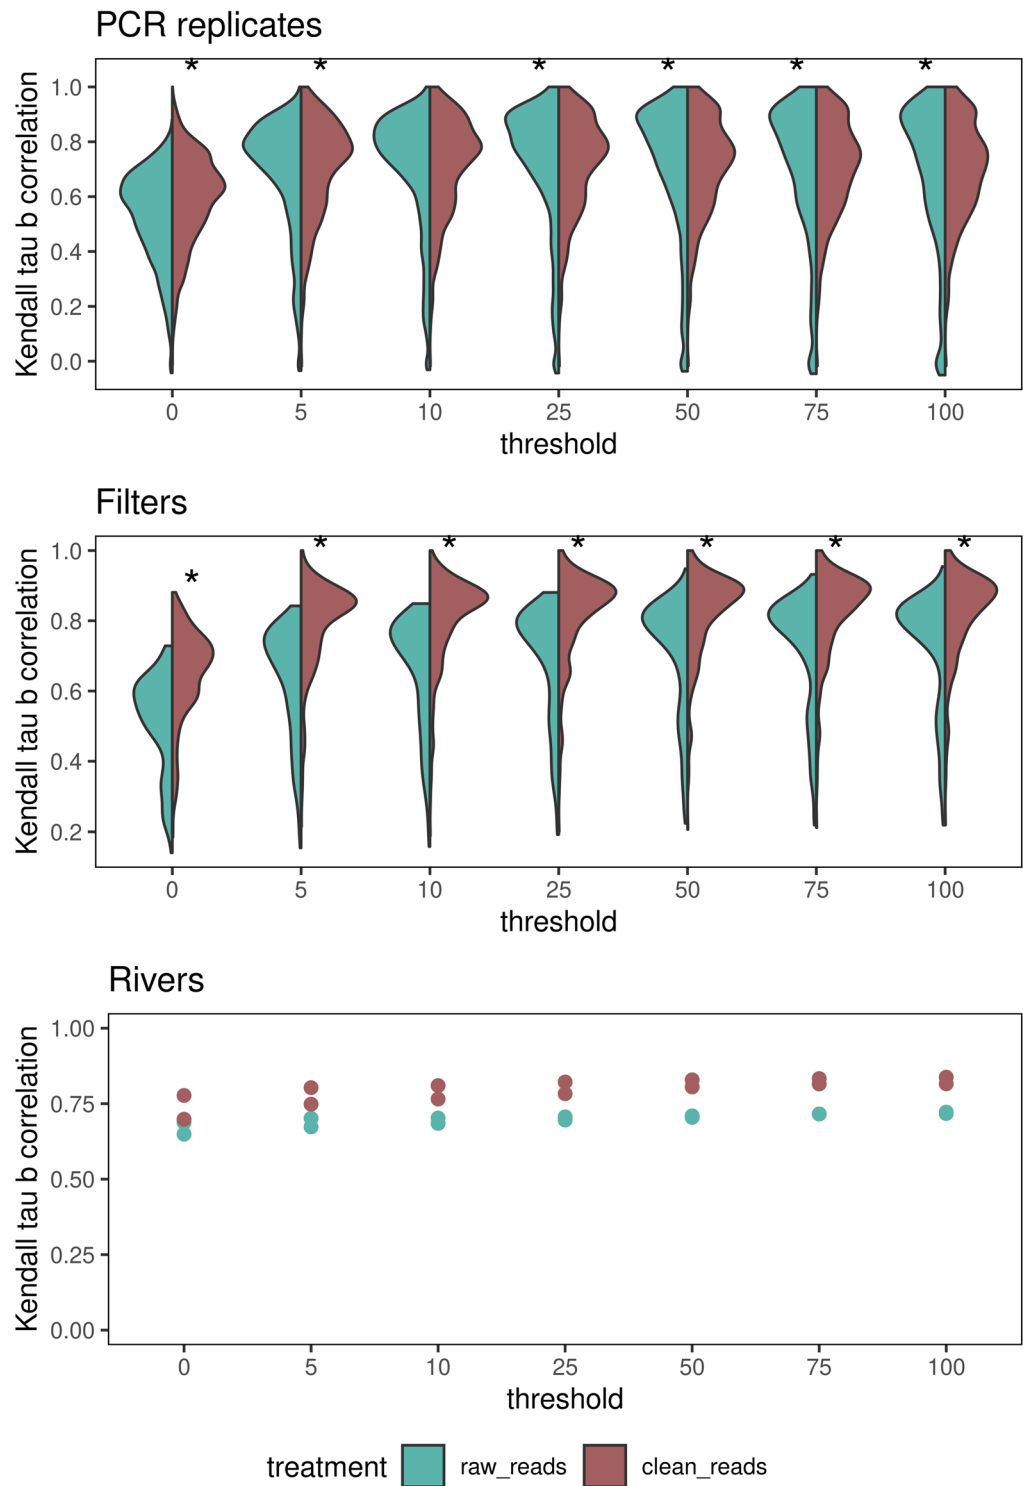 PCR replicates
* * * * * *
1.0
0.8
0.6
0.4
0.2
0.0
Kendall tau b correlation
0 5 10 25 50 75 100
threshold
Filters
* * * * * * *
1.0
0.8
0.6
0.4
0.2
Kendall tau b correlation
0 5 10 25 50 75 100
threshold
Rivers
1.00
0.75
0.50
0.25
0.00
Kendall tau b correlation
0 5 10 25 50 75 100
threshold
treatment raw_reads clean_reads